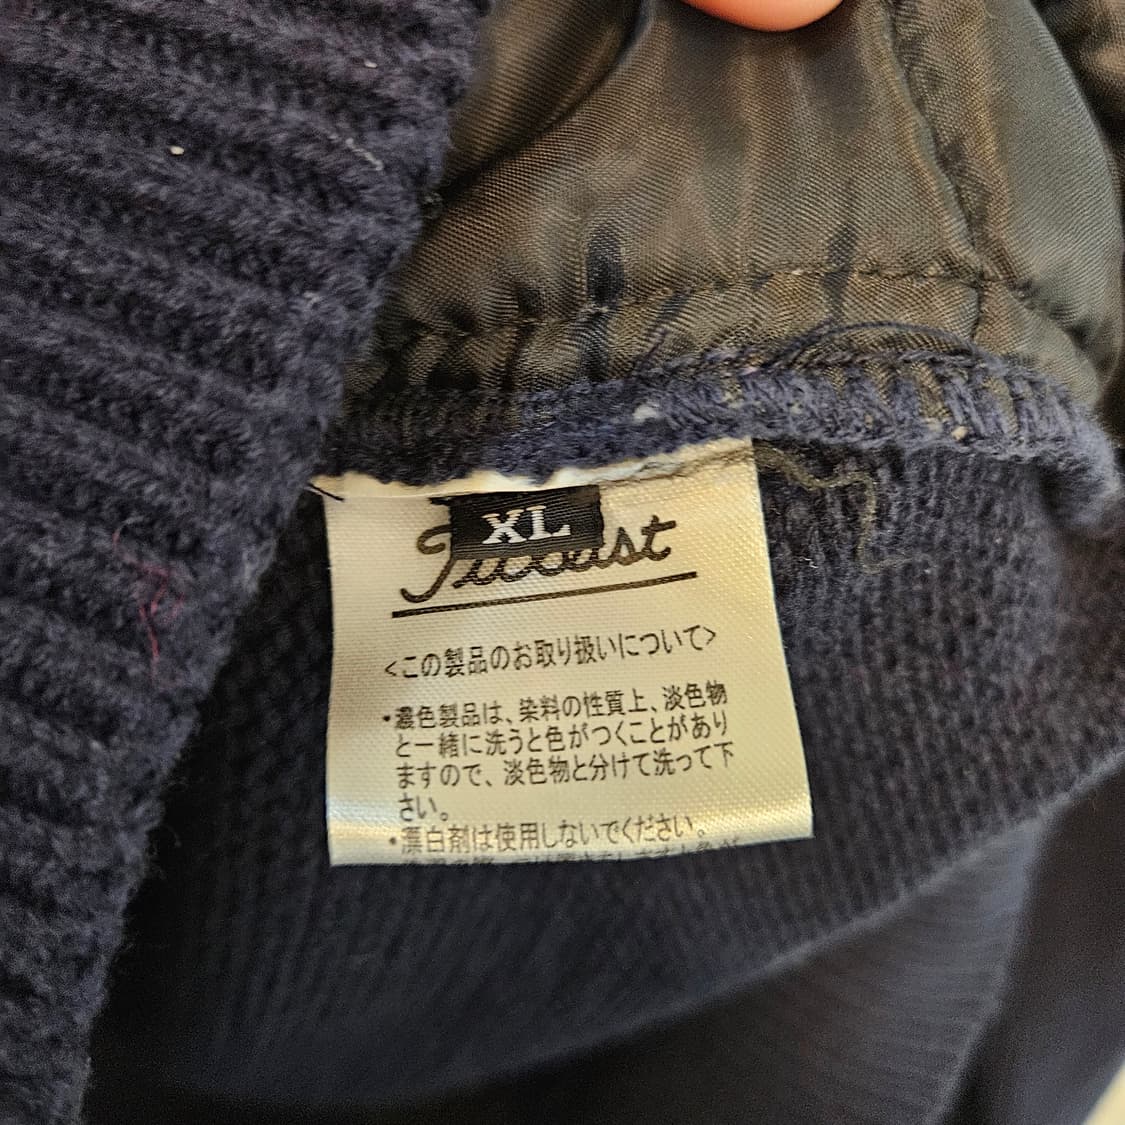 XL
<この製品のお取り扱いについて>
・濃色製品は、染料の性質上、淡色物
と一緒に洗うと色がつくことがあり
ますので、淡色物と分けて洗って下
さい。
・漂白剤は使用しないでください。